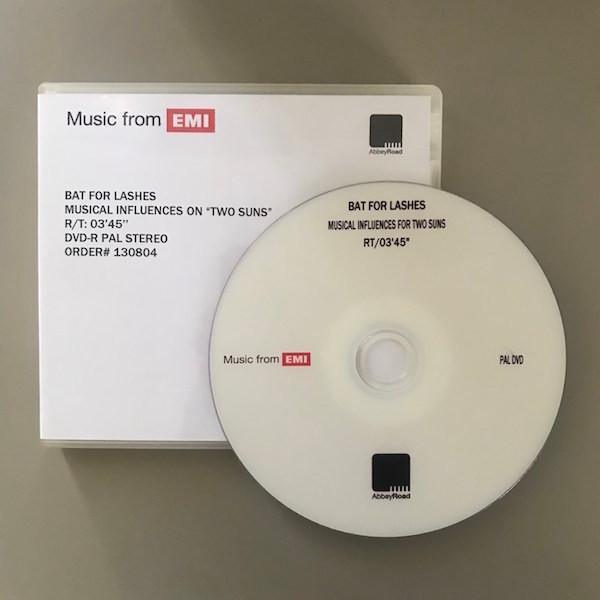 Music from EMI
AbbeyRoad
BAT FOR LASHES
MUSICAL INFLUENCES ON “TWO SUNS”
R/T: 03'45''
DVD-R PAL STEREO
ORDER# 130804
BAT FOR LASHES
MUSICAL INFLUENCES FOR TWO SUNS
RT/03'45"
Music from EMI
PAL DVD
AbbeyRoad